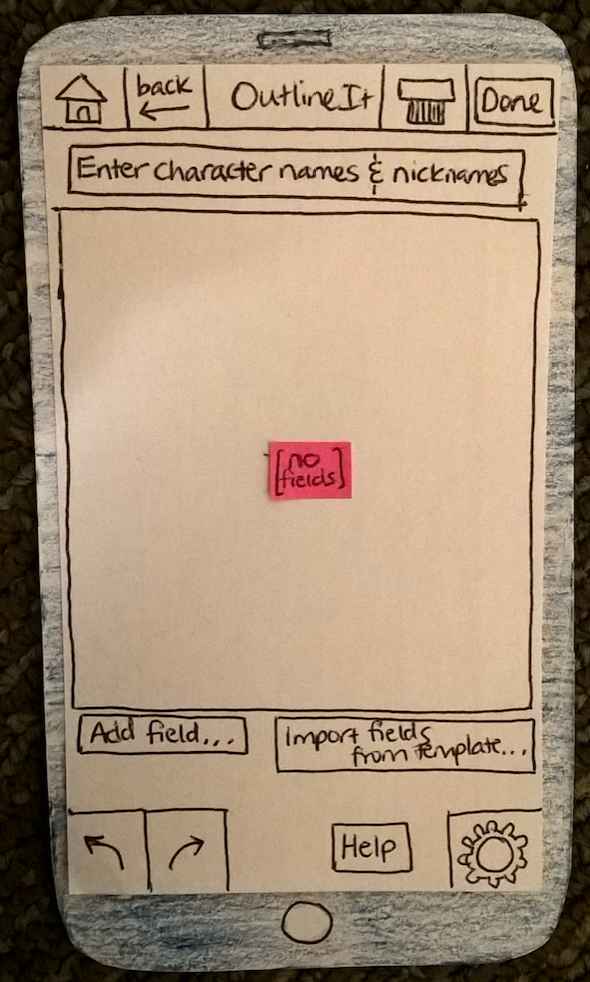 back
OutlineIt
Done
Enter character names & nicknames
[no
fields]
Add field...
Import fields
from template...
Help